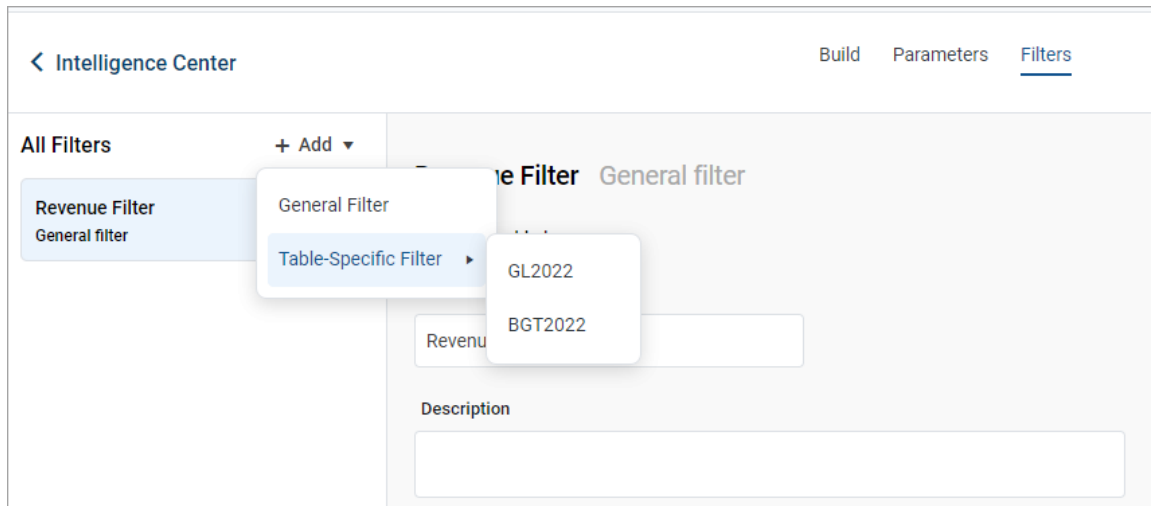 Intelligence Center
Build Parameters Filters
All Filters
+ Add
Filter General filter
Revenue Filter
General filter
General Filter
Table-Specific Filter
GL2022
BGT2022
Description